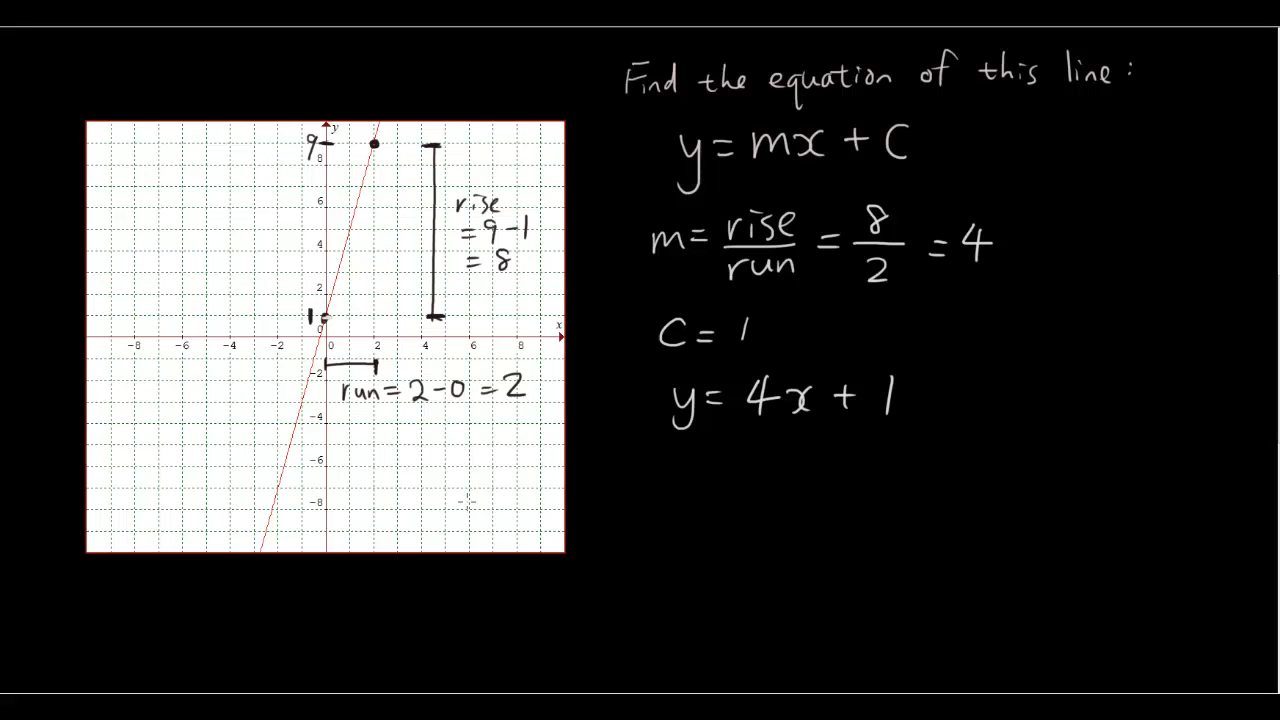 Find the equation of this line:
y = mx + C
m = rise/run = 8/2 = 4
C = 1
y = 4x + 1
y
9
8
6
4
2
1
0
-2
-4
-6
-8
x
-8 -6 -4 -2 0 2 4 6 8
rise
= 9 - 1
= 8
run = 2 - 0 = 2